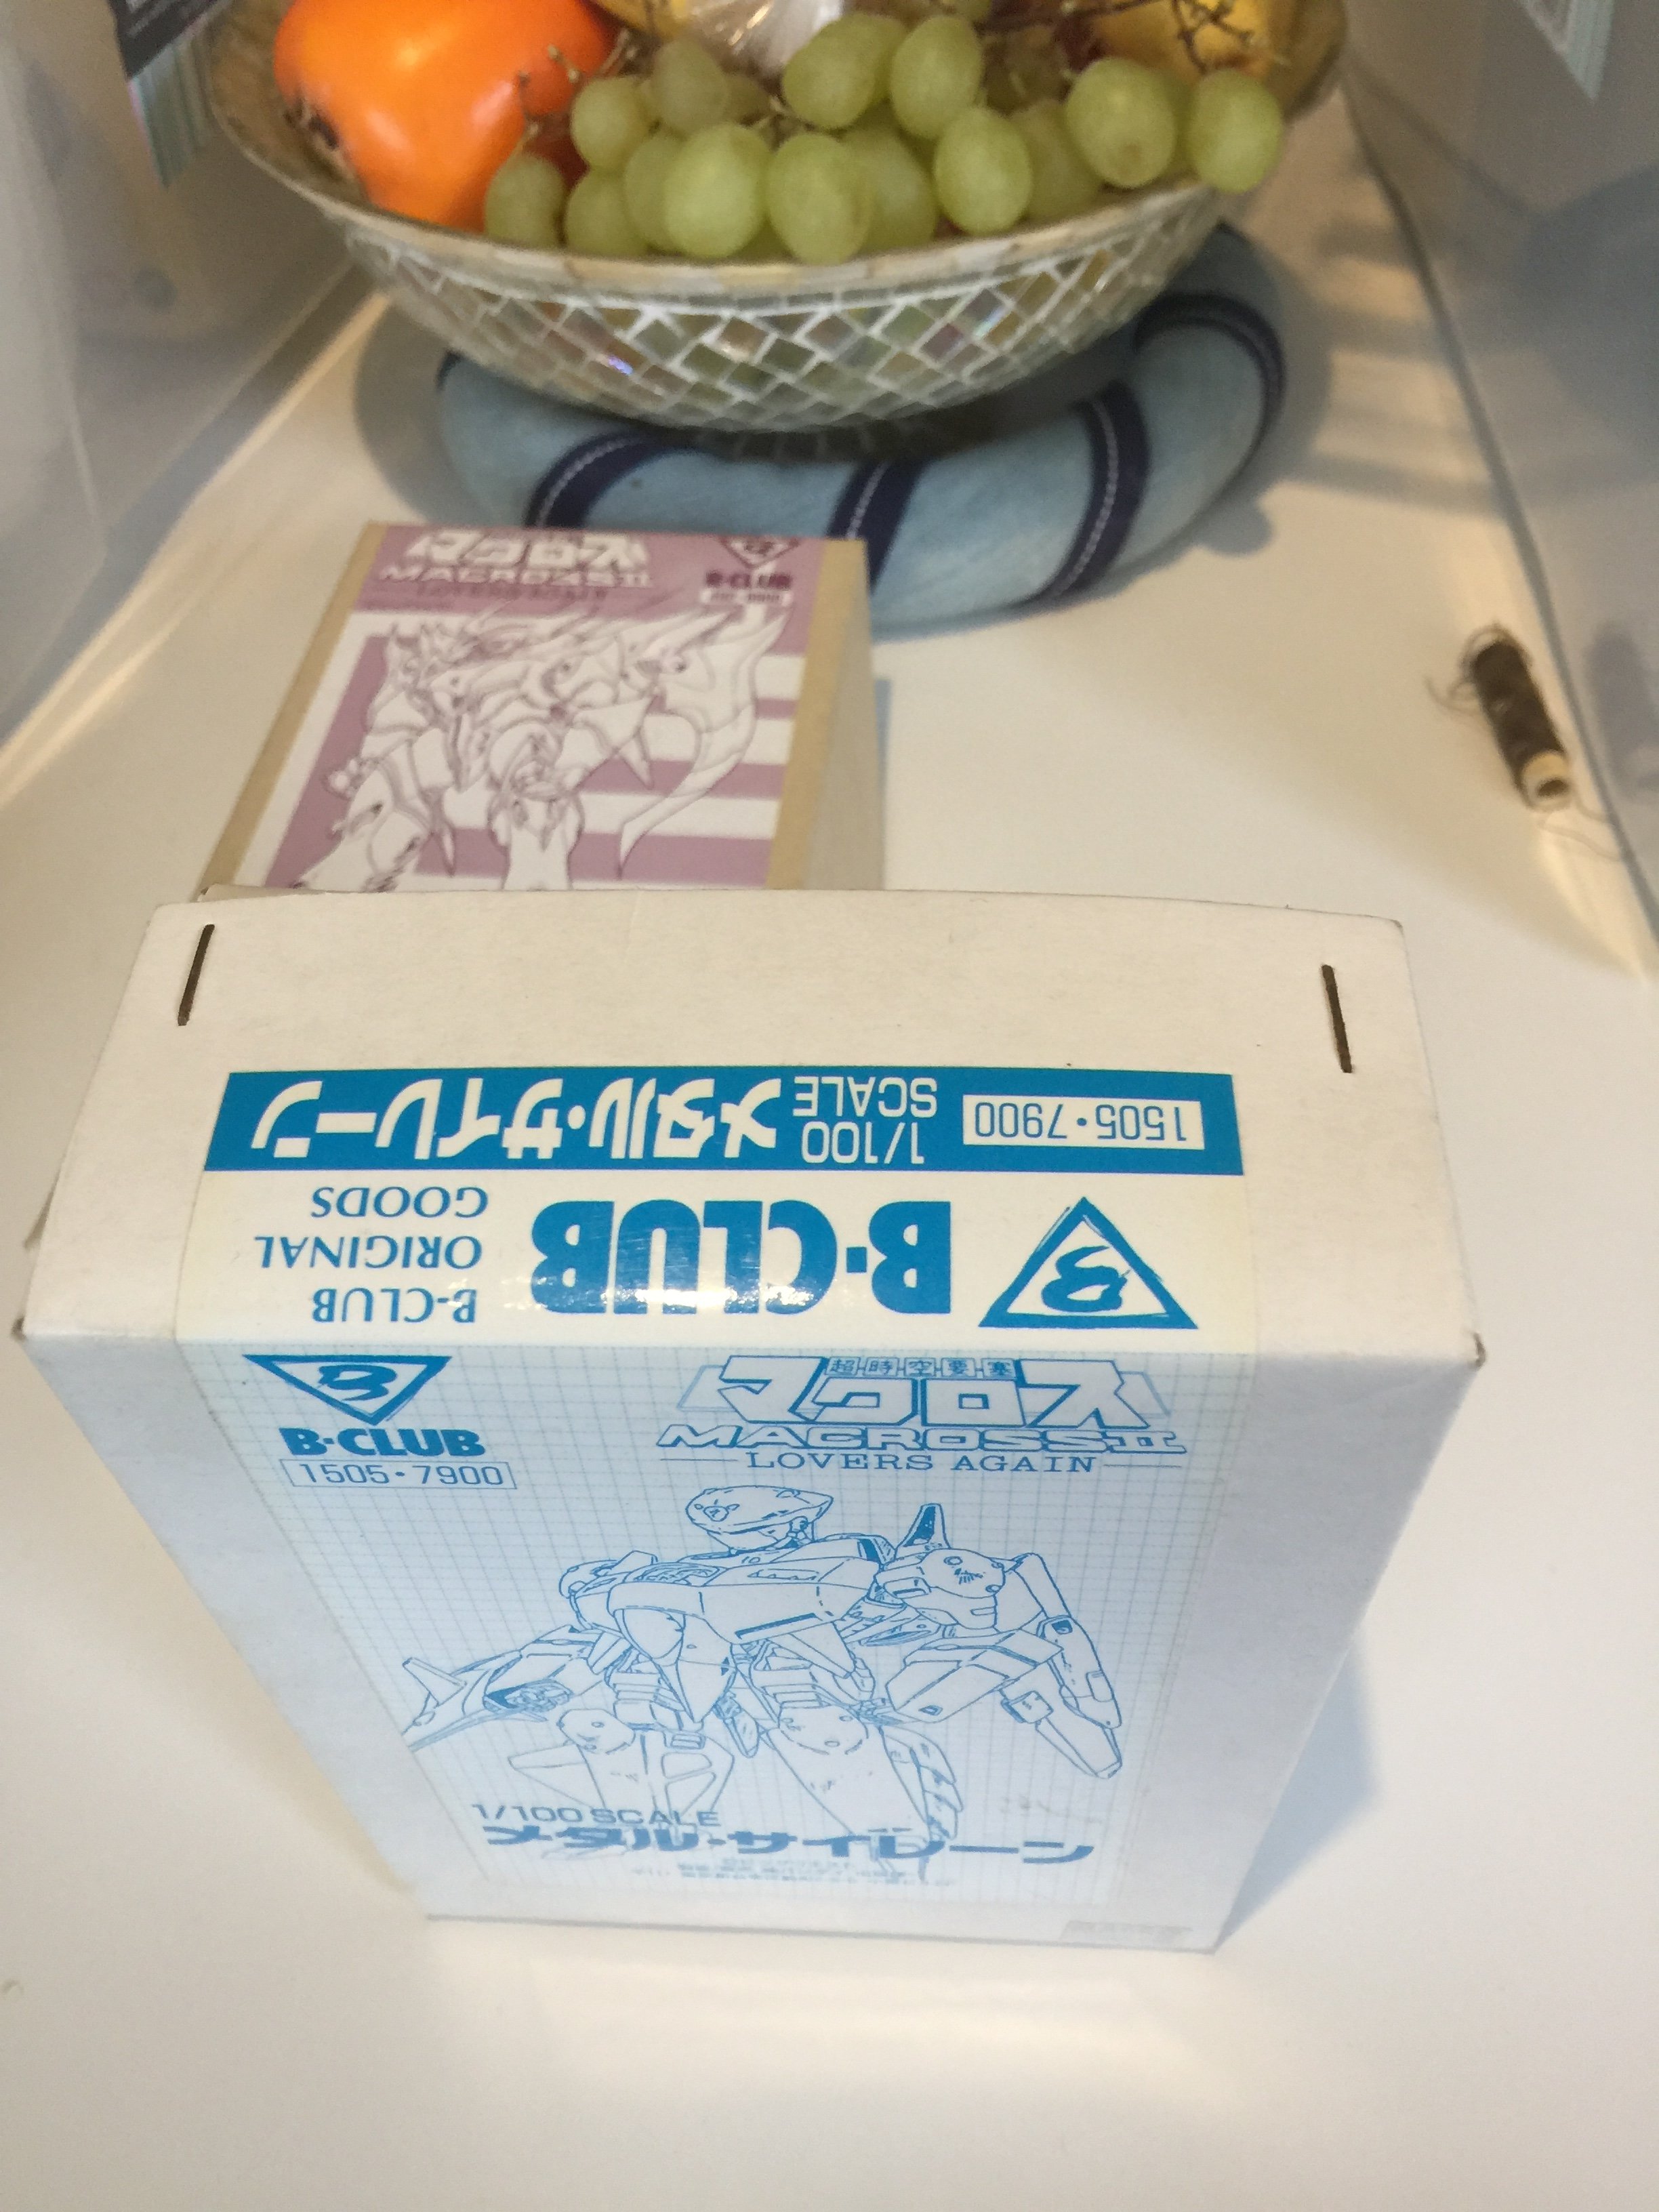 マクロス
MACROSS II
LOVERS AGAIN
B-CLUB
メタル・サイレーン
1/100
SCALE
1505・7900
B-CLUB
B-CLUB
ORIGINAL
GOODS
B
B
B-CLUB
1505・7900
超時空要塞
マクロス
MACROSS II
LOVERS AGAIN
1/100 SCALE
メタル・サイレーン